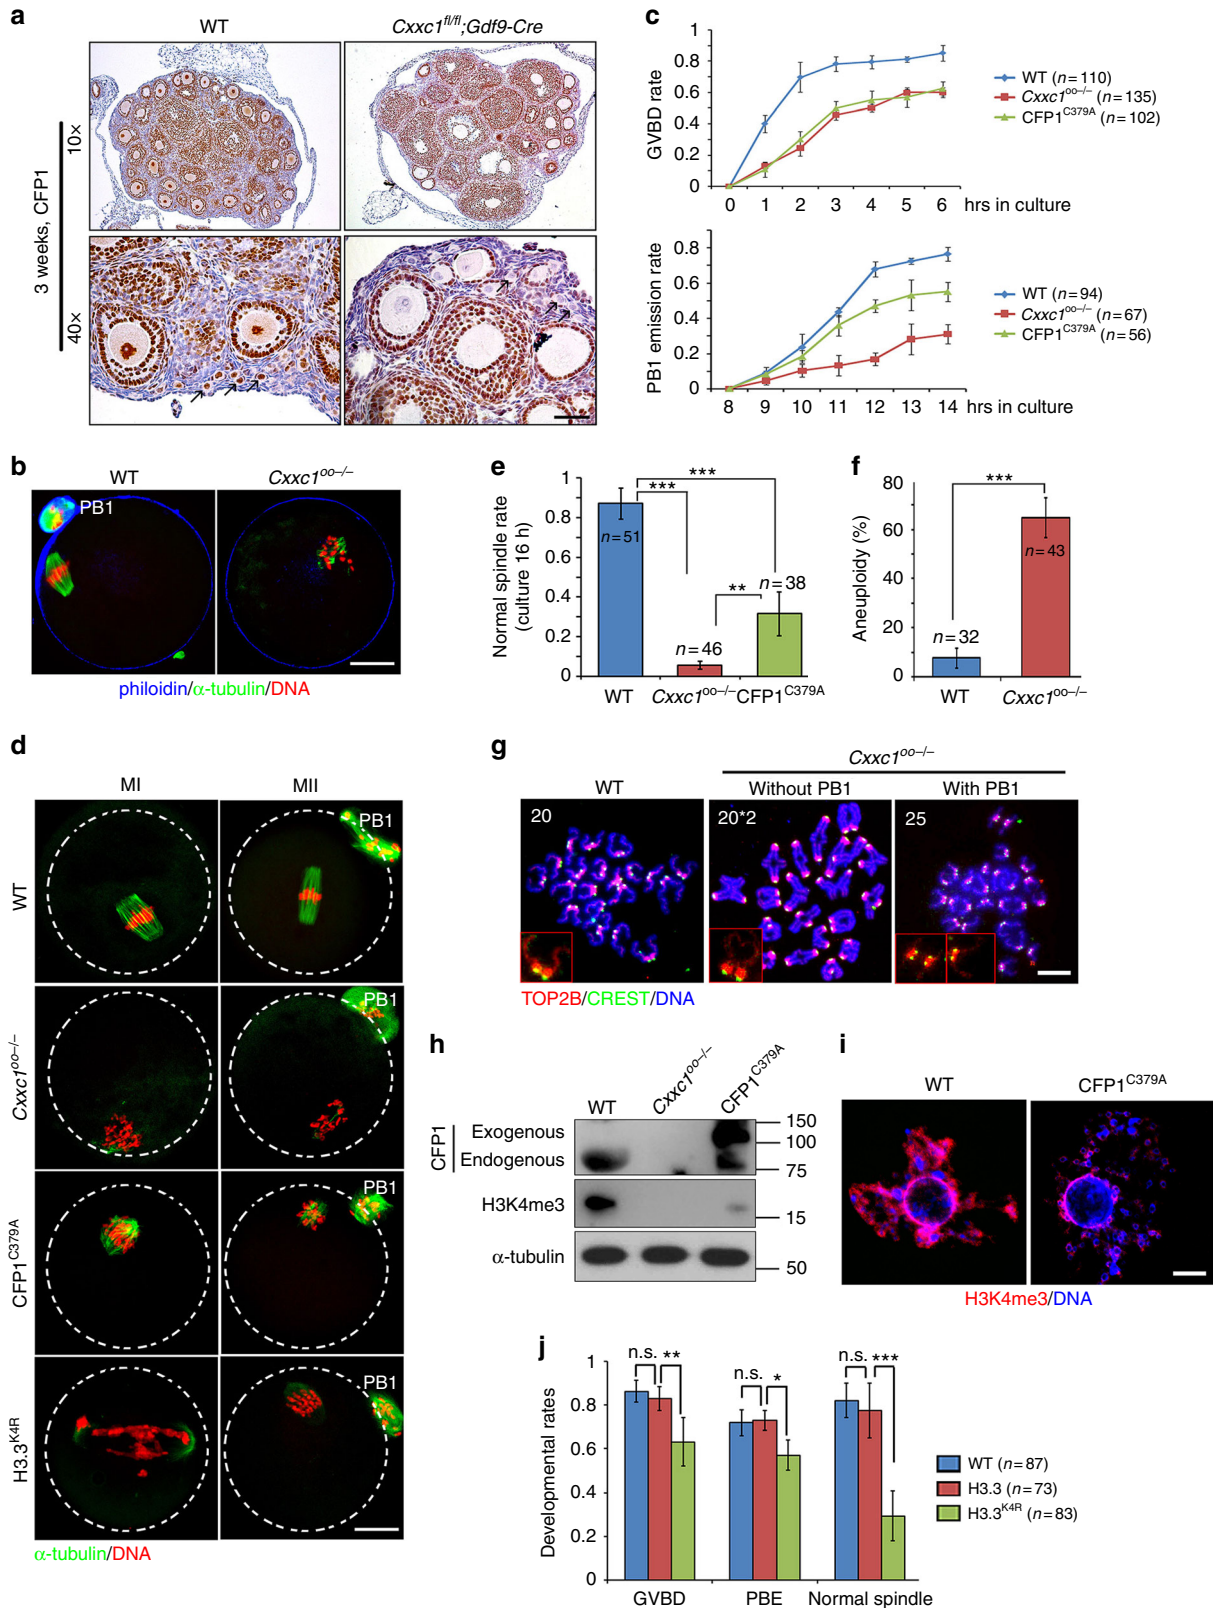 a
WT
Cxxc1fl/fl;Gdf9-Cre
3 weeks, CFP1
10×
40×
b
WT
Cxxc1oo–/–
PB1
philoidin/α-tubulin/DNA
c
GVBD rate
1
0.8
0.6
0.4
0.2
0
0 1 2 3 4 5 6 hrs in culture
WT (n=110)
Cxxc1oo–/– (n=135)
CFP1C379A (n=102)
PB1 emission rate
0.8
0.6
0.4
0.2
0
8 9 10 11 12 13 14 hrs in culture
WT (n=94)
Cxxc1oo–/– (n=67)
CFP1C379A (n=56)
d
MI
MII
WT
PB1
Cxxc1oo–/–
PB1
CFP1C379A
PB1
H3.3K4R
PB1
α-tubulin/DNA
e
Normal spindle rate
(culture 16 h)
1
0.8
0.6
0.4
0.2
0
***
***
**
n=51
n=46
n=38
WT Cxxc1oo–/– CFP1C379A
f
Aneuploidy (%)
80
60
40
20
0
***
n=32
n=43
WT Cxxc1oo–/–
g
Cxxc1oo–/–
WT
Without PB1
With PB1
20
20*2
25
TOP2B/CREST/DNA
h
WT
Cxxc1oo–/–
CFP1C379A
CFP1
Exogenous
Endogenous
150
100
75
H3K4me3
15
α-tubulin
50
i
WT
CFP1C379A
H3K4me3/DNA
j
Developmental rates
1
0.8
0.6
0.4
0.2
0
n.s. **
n.s. *
n.s. ***
GVBD PBE Normal spindle
WT (n=87)
H3.3 (n=73)
H3.3K4R (n=83)